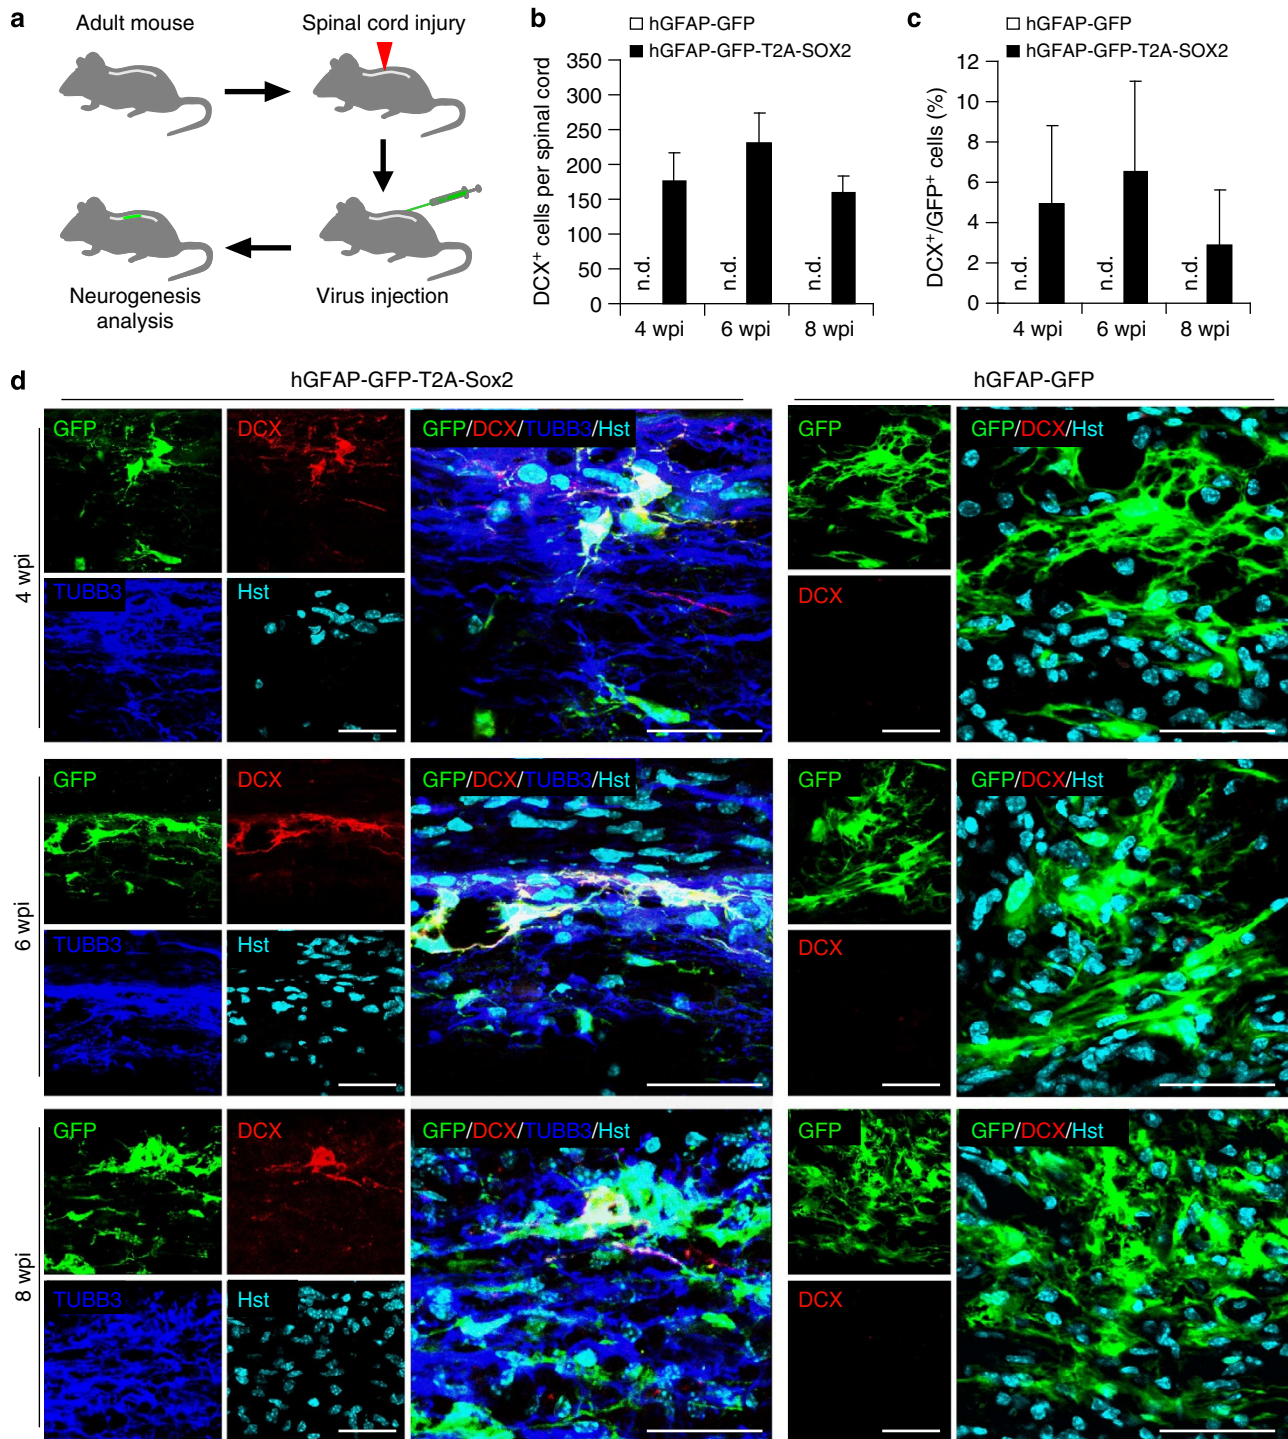 a
Adult mouse
Spinal cord injury
Neurogenesis
analysis
Virus injection
b
hGFAP-GFP
hGFAP-GFP-T2A-SOX2
DCX⁺ cells per spinal cord
350
300
250
200
150
100
50
0
n.d.
n.d.
n.d.
4 wpi
6 wpi
8 wpi
c
hGFAP-GFP
hGFAP-GFP-T2A-SOX2
DCX⁺/GFP⁺ cells (%)
12
10
8
6
4
2
0
n.d.
n.d.
n.d.
4 wpi
6 wpi
8 wpi
d
hGFAP-GFP-T2A-Sox2
hGFAP-GFP
4 wpi
GFP
DCX
GFP/DCX/TUBB3/Hst
TUBB3
Hst
GFP
GFP/DCX/Hst
DCX
6 wpi
GFP
DCX
GFP/DCX/TUBB3/Hst
TUBB3
Hst
GFP
GFP/DCX/Hst
DCX
8 wpi
GFP
DCX
GFP/DCX/TUBB3/Hst
TUBB3
Hst
GFP
GFP/DCX/Hst
DCX